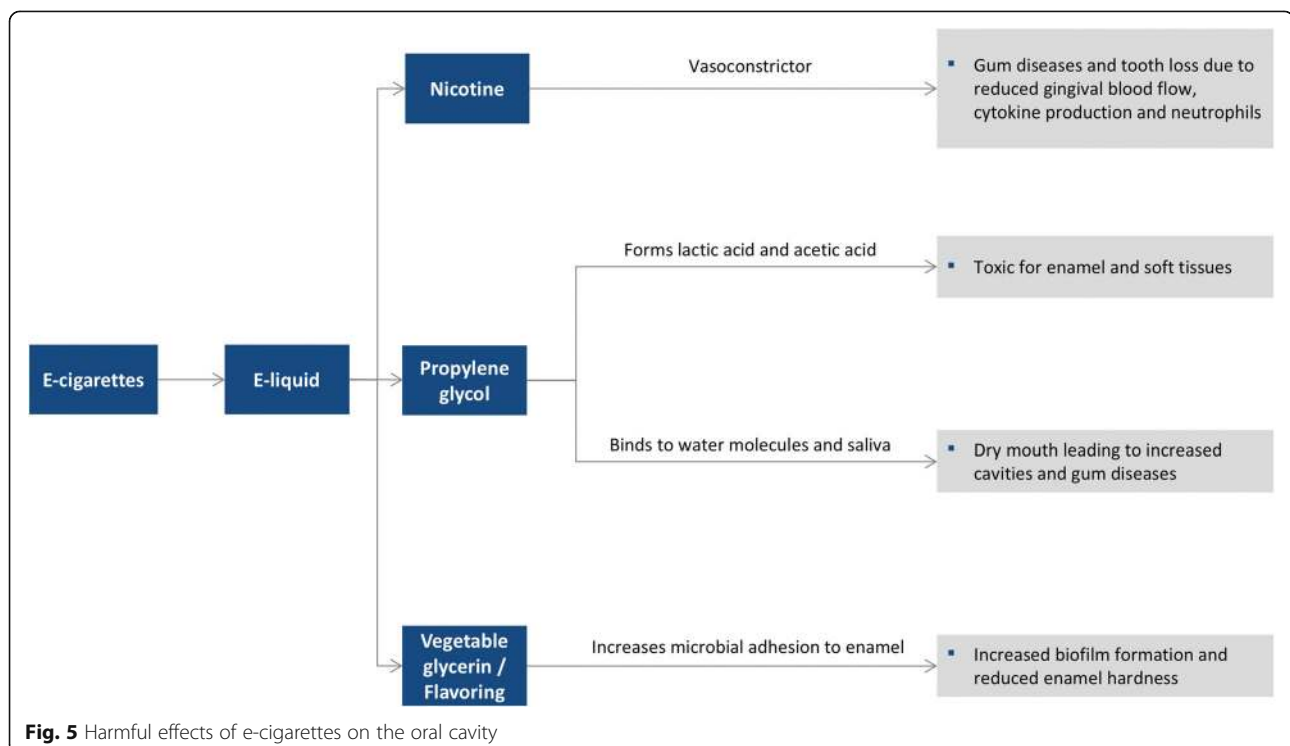 Nicotine
Vasoconstrictor
▪ Gum diseases and tooth loss due to
reduced gingival blood flow,
cytokine production and neutrophils
Forms lactic acid and acetic acid
▪ Toxic for enamel and soft tissues
E-cigarettes
E-liquid
Propylene
glycol
Binds to water molecules and saliva
▪ Dry mouth leading to increased
cavities and gum diseases
Vegetable
glycerin /
Flavoring
Increases microbial adhesion to enamel
▪ Increased biofilm formation and
reduced enamel hardness
Fig. 5 Harmful effects of e-cigarettes on the oral cavity